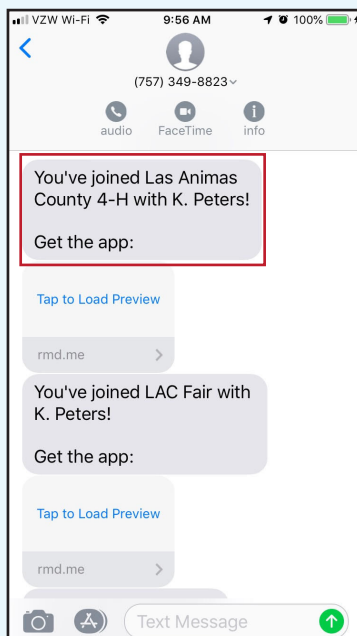 VZW Wi-Fi 9:56 AM 100%
(757) 349-8823
audio FaceTime info
You've joined Las Animas
County 4-H with K. Peters!
Get the app:
Tap to Load Preview
rmd.me
You've joined LAC Fair with
K. Peters!
Get the app:
Tap to Load Preview
rmd.me
Text Message